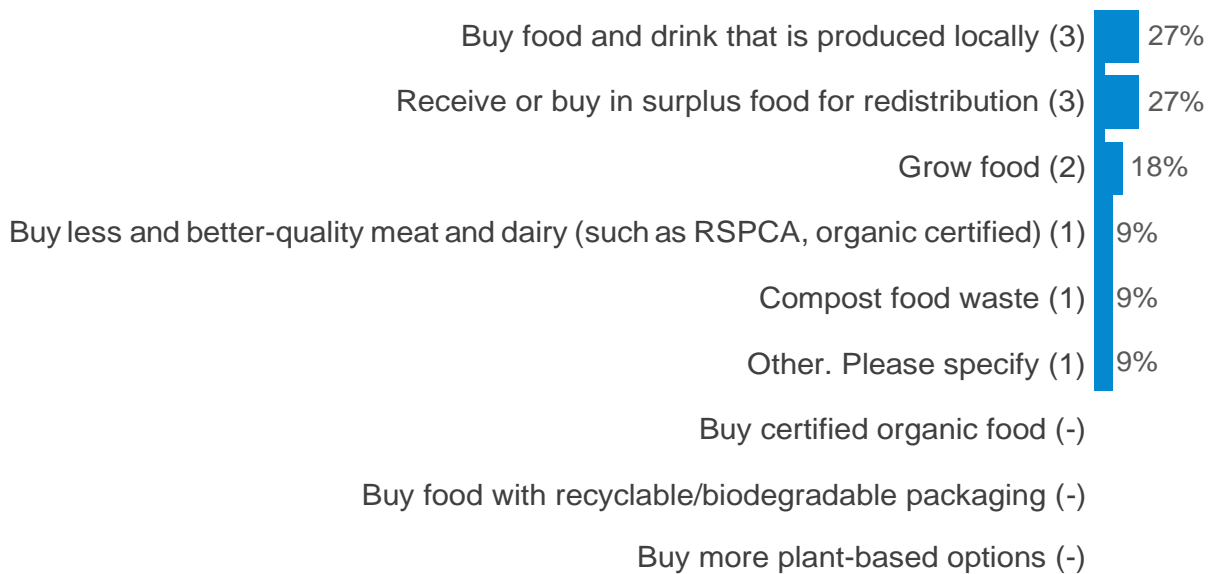 Buy food and drink that is produced locally (3) 27%
Receive or buy in surplus food for redistribution (3) 27%
Grow food (2) 18%
Buy less and better-quality meat and dairy (such as RSPCA, organic certified) (1) 9%
Compost food waste (1) 9%
Other. Please specify (1) 9%
Buy certified organic food (-)
Buy food with recyclable/biodegradable packaging (-)
Buy more plant-based options (-)